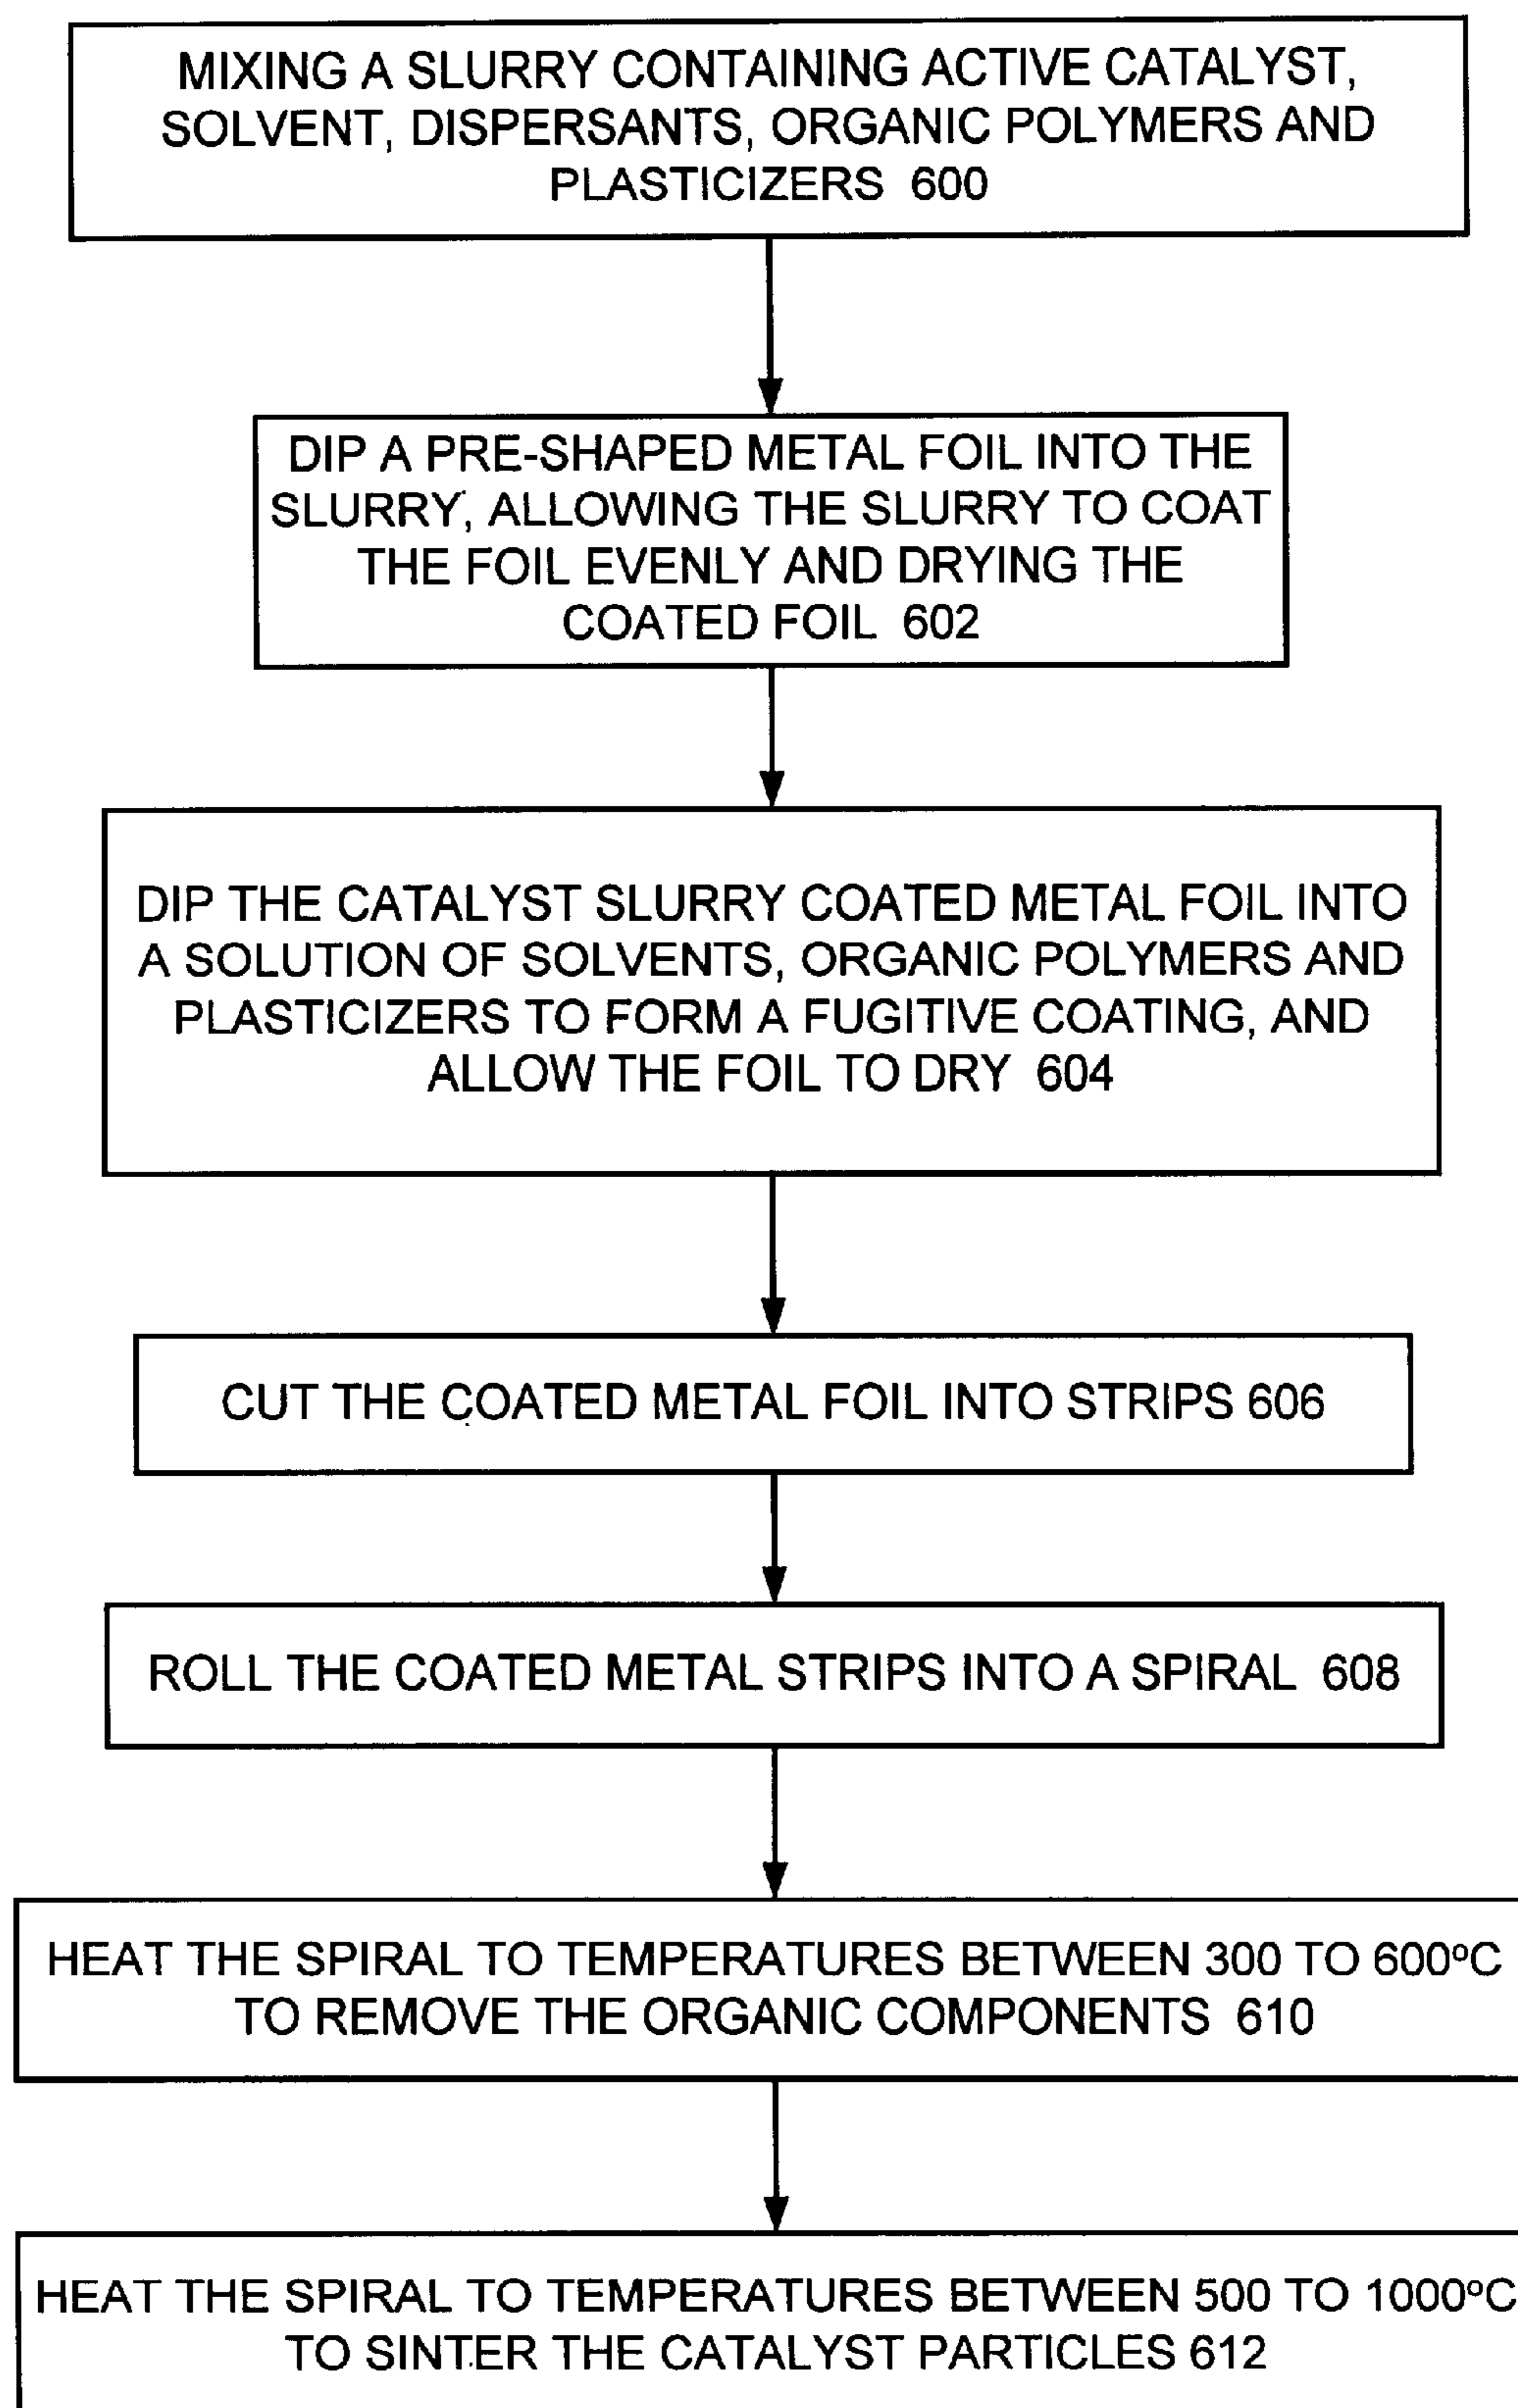 MIXING A SLURRY CONTAINING ACTIVE CATALYST,
SOLVENT, DISPERSANTS, ORGANIC POLYMERS AND
PLASTICIZERS 600
DIP A PRE-SHAPED METAL FOIL INTO THE
SLURRY, ALLOWING THE SLURRY TO COAT
THE FOIL EVENLY AND DRYING THE
COATED FOIL 602
DIP THE CATALYST SLURRY COATED METAL FOIL INTO
A SOLUTION OF SOLVENTS, ORGANIC POLYMERS AND
PLASTICIZERS TO FORM A FUGITIVE COATING, AND
ALLOW THE FOIL TO DRY 604
CUT THE COATED METAL FOIL INTO STRIPS 606
ROLL THE COATED METAL STRIPS INTO A SPIRAL 608
HEAT THE SPIRAL TO TEMPERATURES BETWEEN 300 TO 600°C
TO REMOVE THE ORGANIC COMPONENTS 610
HEAT THE SPIRAL TO TEMPERATURES BETWEEN 500 TO 1000°C
TO SINTER THE CATALYST PARTICLES 612